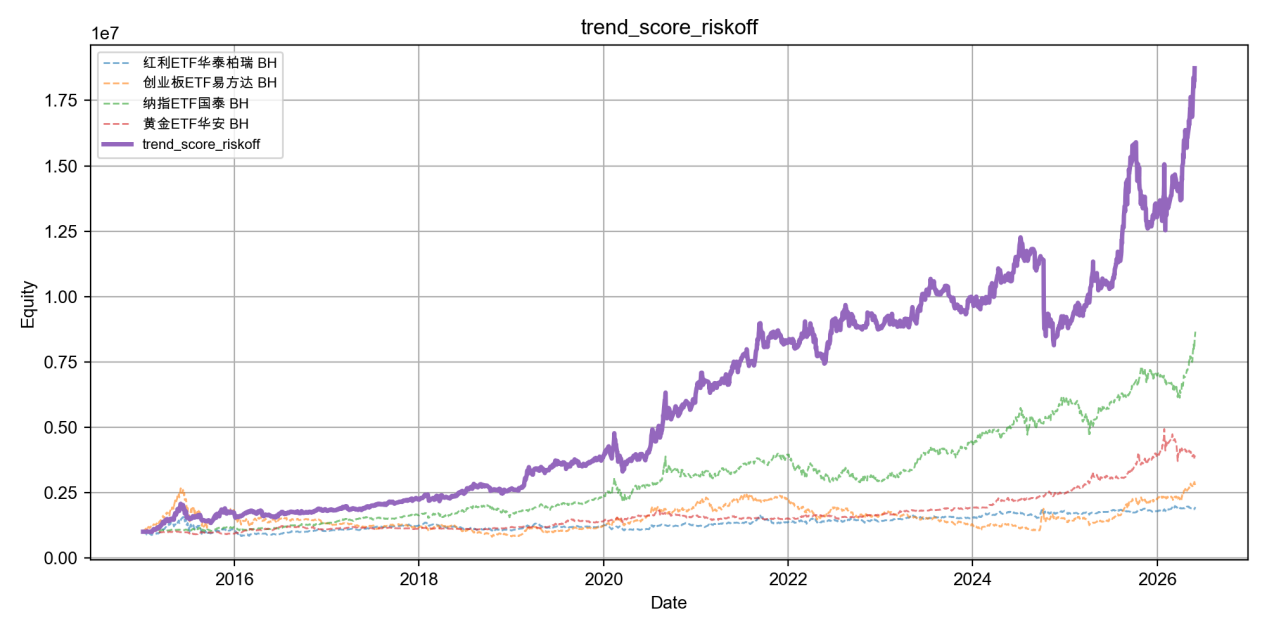 trend_score_riskoff
1e7
红利ETF华泰柏瑞 BH
创业板ETF易方达 BH
纳指ETF国泰 BH
黄金ETF华安 BH
trend_score_riskoff
1.75
1.50
1.25
1.00
0.75
0.50
0.25
0.00
Equity
2016 2018 2020 2022 2024 2026
Date